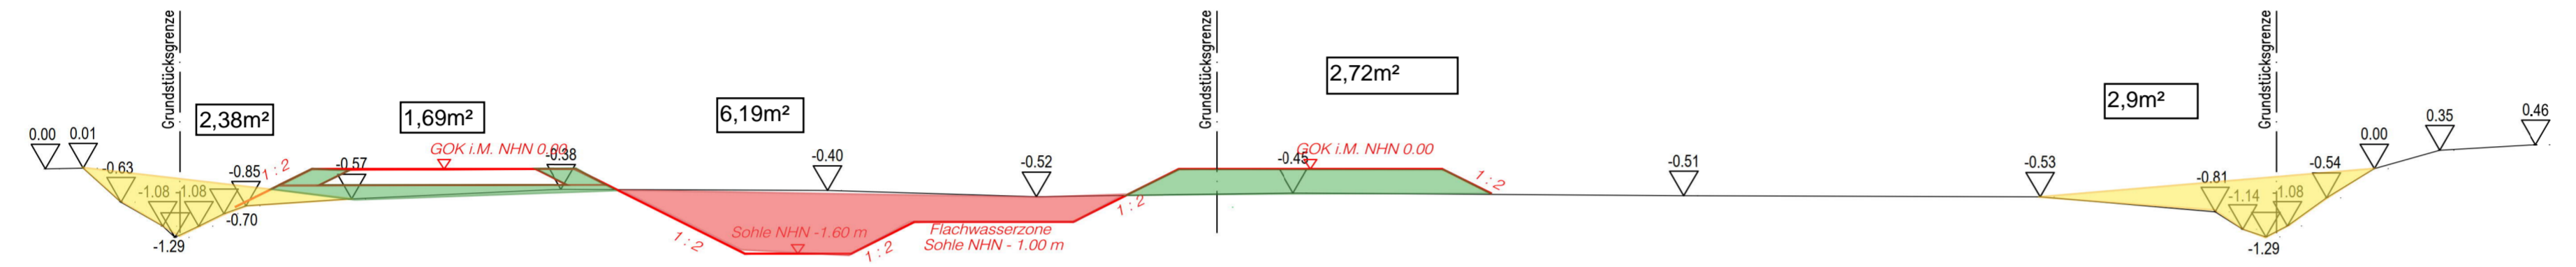 Grundstücksgrenze
Grundstücksgrenze
Grundstücksgrenze
2,38m²
1,69m²
6,19m²
2,72m²
2,9m²
0.00
0.01
-0.63
-1.08
-1.08
-1.29
-0.85
-0.70
1:2
-0.57
GOK i.M. NHN 0.00
-0.38
-0.40
-0.52
1:2
Sohle NHN -1.60 m
1:2
Flachwasserzone
Sohle NHN - 1.00 m
1:2
-0.45
GOK i.M. NHN 0.00
1:2
-0.51
-0.53
-0.81
-1.14
-1.08
-1.29
-0.54
0.00
0.35
0.46